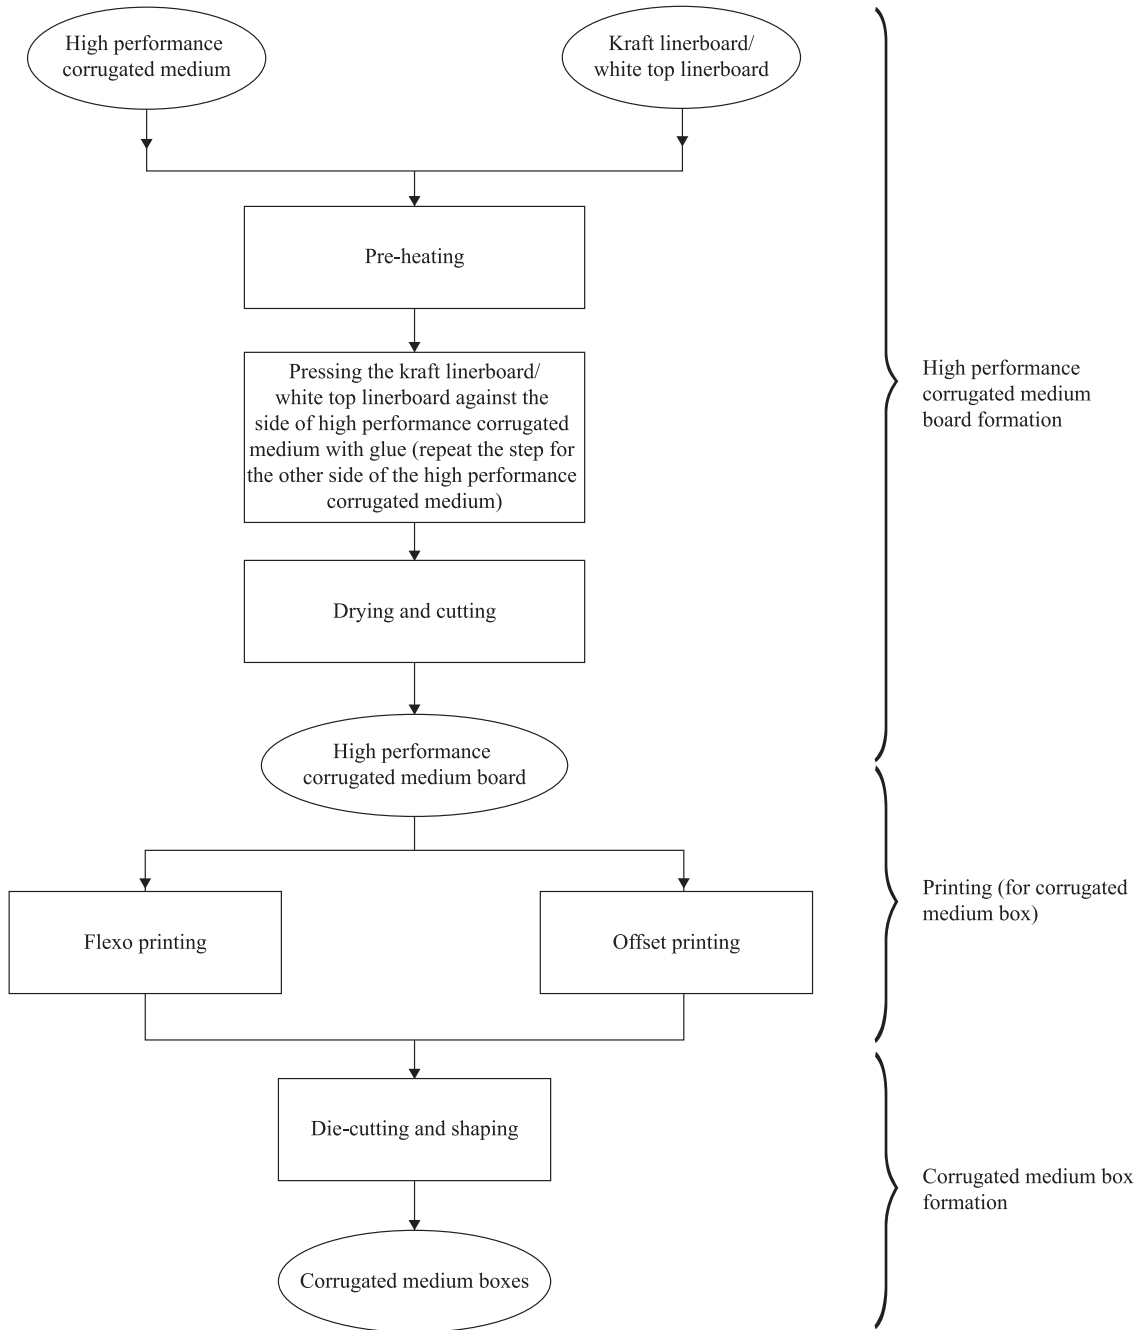 High performance
corrugated medium
Kraft linerboard/
white top linerboard
Pre-heating
Pressing the kraft linerboard/
white top linerboard against the
side of high performance corrugated
medium with glue (repeat the step for
the other side of the high performance
corrugated medium)
High performance
corrugated medium
board formation
Drying and cutting
High performance
corrugated medium board
Flexo printing
Offset printing
Printing (for corrugated
medium box)
Die-cutting and shaping
Corrugated medium box
formation
Corrugated medium boxes